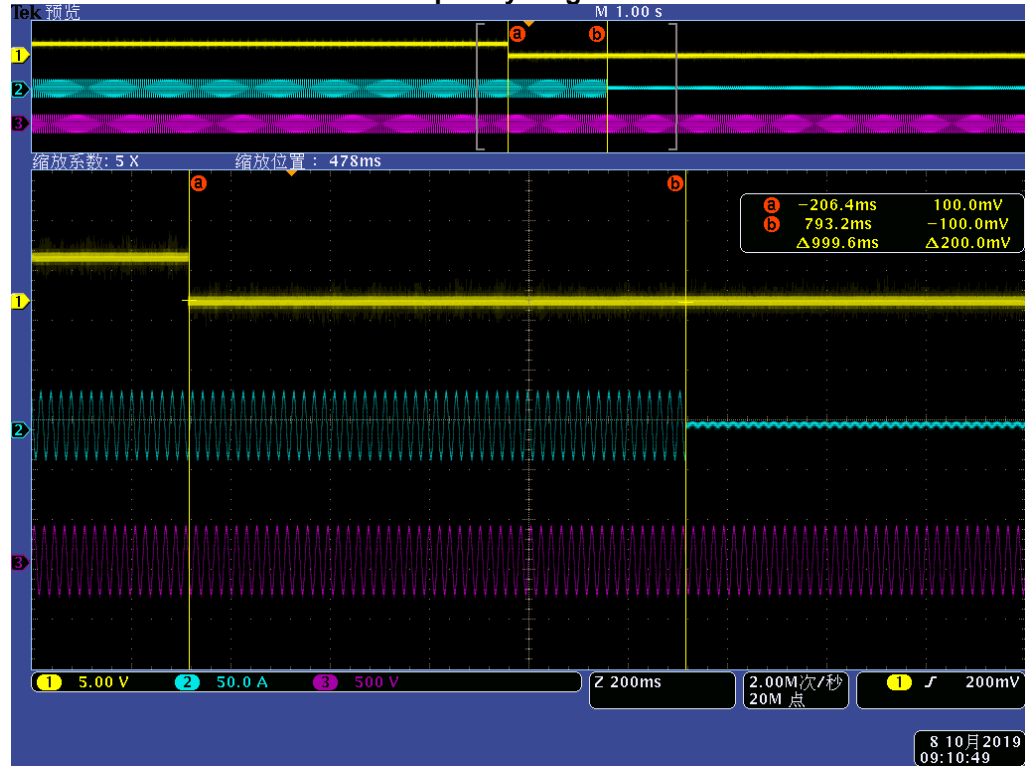 Tek 预览 M 1.00 s
a b
1
2
3
缩放系数: 5 X 缩放位置: 478ms
a b
a -206.4ms 100.0mV
b 793.2ms -100.0mV
Δ999.6ms Δ200.0mV
1
2
3
1 5.00 V 2 50.0 A 3 500 V Z 200ms 2.00M次/秒 1 200mV
20M 点
8 10月2019
09:10:49